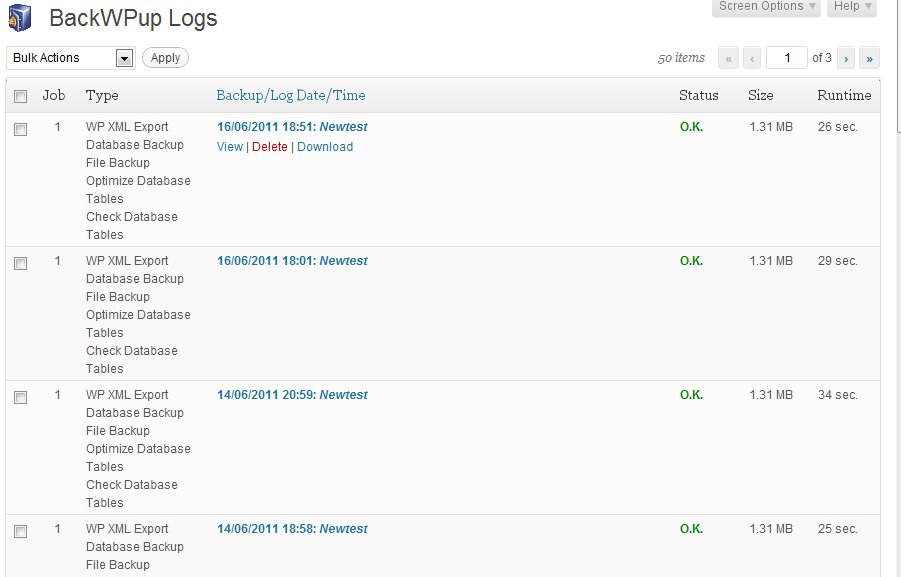 BackWPup Logs
Screen Options ▼ Help ▼
Bulk Actions Apply 50 items « ‹ 1 of 3 › »
Job Type Backup/Log Date/Time Status Size Runtime
1 WP XML Export 16/06/2011 18:51: Newtest O.K. 1.31 MB 26 sec.
Database Backup View | Delete | Download
File Backup
Optimize Database
Tables
Check Database
Tables
1 WP XML Export 16/06/2011 18:01: Newtest O.K. 1.31 MB 29 sec.
Database Backup
File Backup
Optimize Database
Tables
Check Database
Tables
1 WP XML Export 14/06/2011 20:59: Newtest O.K. 1.31 MB 34 sec.
Database Backup
File Backup
Optimize Database
Tables
Check Database
Tables
1 WP XML Export 14/06/2011 18:58: Newtest O.K. 1.31 MB 25 sec.
Database Backup
File Backup